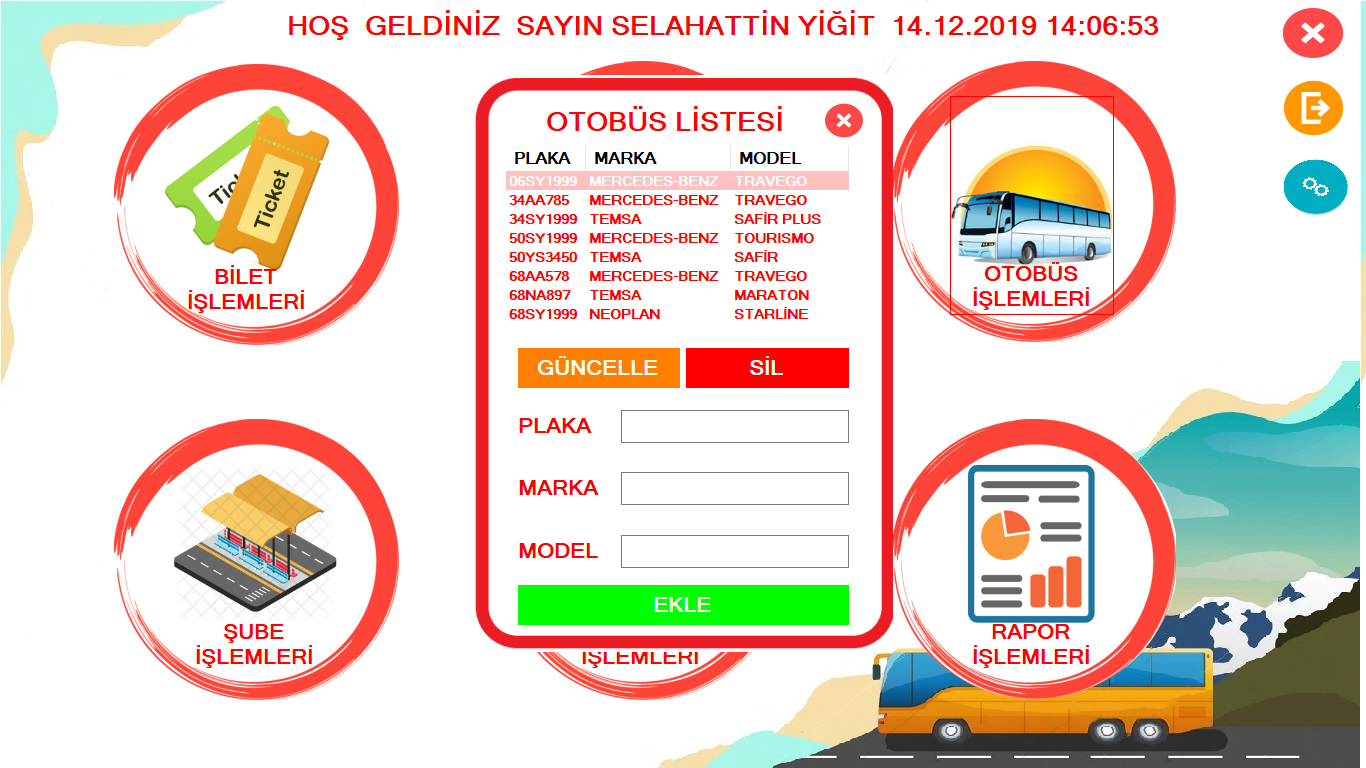 HOŞ GELDİNİZ SAYIN SELAHATTİN YİĞİT 14.12.2019 14:06:53
Ticket
BİLET
İŞLEMLERİ
OTOBÜS LİSTESİ
PLAKA MARKA MODEL
06SY1999 MERCEDES-BENZ TRAVEGO
34AA785 MERCEDES-BENZ TRAVEGO
34SY1999 TEMSA SAFİR PLUS
50SY1999 MERCEDES-BENZ TOURISMO
50YS3450 TEMSA SAFİR
68AA578 MERCEDES-BENZ TRAVEGO
68NA897 TEMSA MARATON
68SY1999 NEOPLAN STARLİNE
GÜNCELLE SİL
PLAKA
MARKA
MODEL
EKLE
OTOBÜS
İŞLEMLERİ
ŞUBE
İŞLEMLERİ
İŞLEMLERİ
RAPOR
İŞLEMLERİ